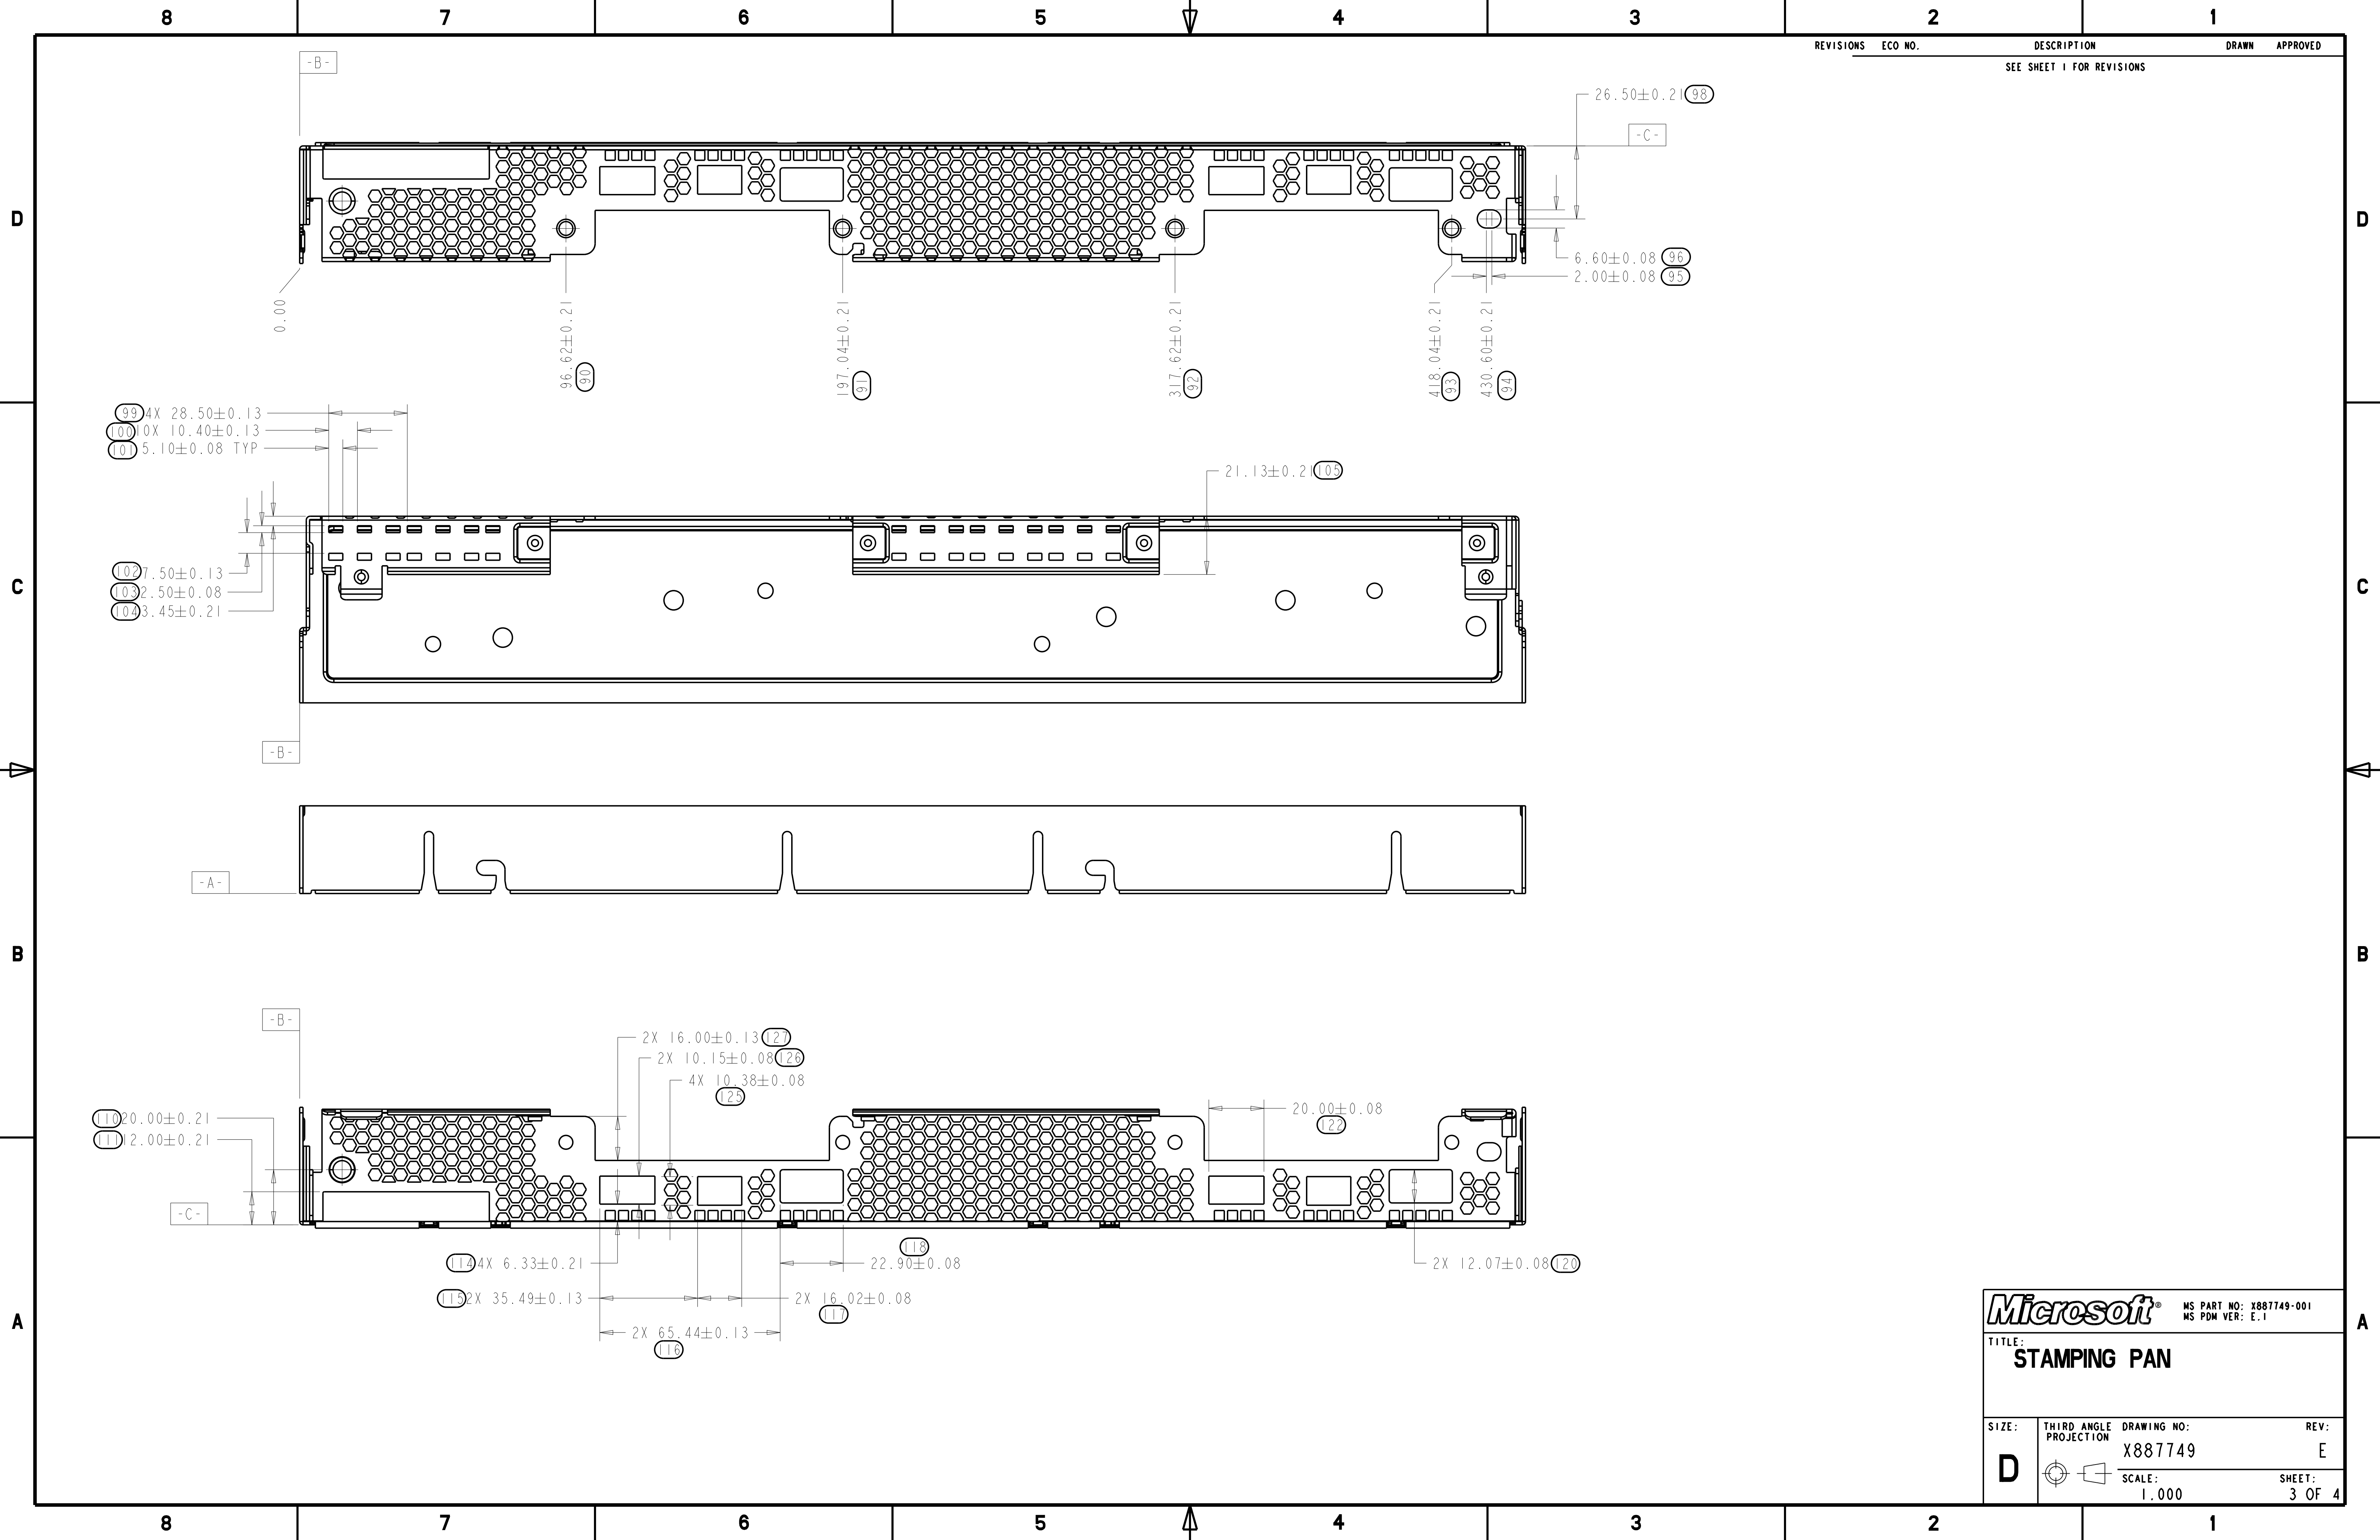 8 7 6 5 4 3 2 1
REVISIONS ECO NO. DESCRIPTION DRAWN APPROVED
SEE SHEET 1 FOR REVISIONS
-B-
26.50±0.21 98
-C-
D D
6.60±0.08 96
2.00±0.08 95
0.00
96.62±0.21 90
197.04±0.21 91
317.62±0.21 92
418.04±0.21 93
430.60±0.21 94
99 4X 28.50±0.13
100 10X 10.40±0.13
101 5.10±0.08 TYP
21.13±0.21 105
102 7.50±0.13
103 2.50±0.08
104 3.45±0.21
C C
-B-
-A-
B B
-B-
2X 16.00±0.13 127
2X 10.15±0.08 126
4X 10.38±0.08
125
110 20.00±0.21
111 12.00±0.21
20.00±0.08
122
-C-
118
114 4X 6.33±0.21
22.90±0.08
2X 12.07±0.08 120
115 2X 35.49±0.13
2X 16.02±0.08
117
2X 65.44±0.13
116
A A
Microsoft®
MS PART NO: X887749-001
MS PDM VER: E.1
TITLE:
STAMPING PAN
SIZE:
D
THIRD ANGLE
PROJECTION
DRAWING NO:
X887749
REV:
E
SCALE:
1.000
SHEET:
3 OF 4
8 7 6 5 4 3 2 1